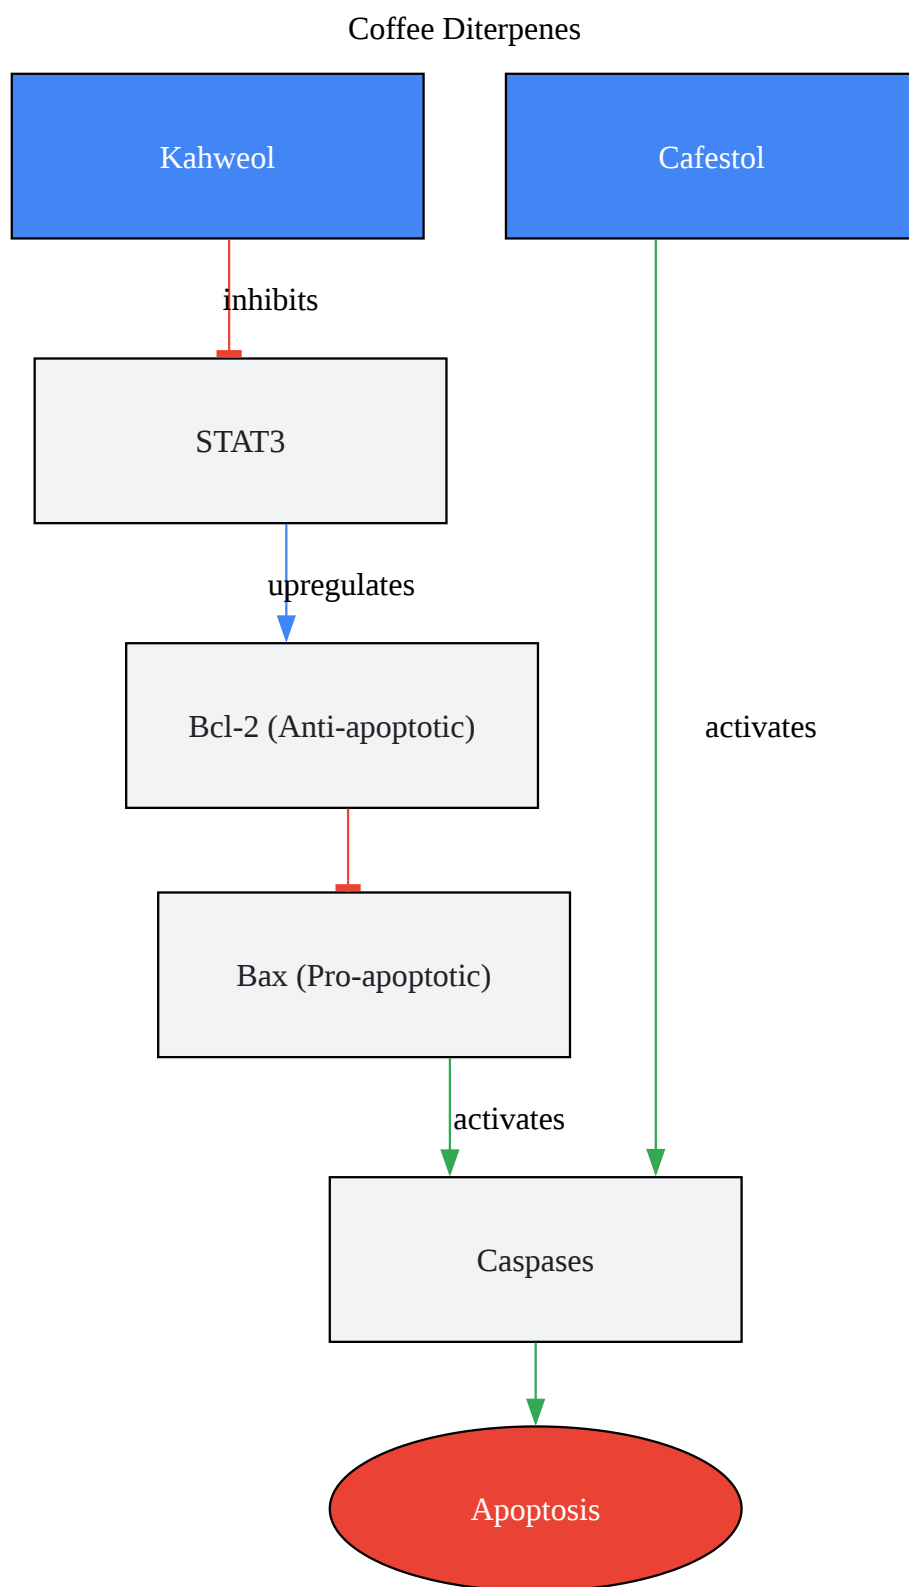 Coffee Diterpenes
Kahweol
Cafestol
inhibits
STAT3
upregulates
Bcl-2 (Anti-apoptotic)
activates
Bax (Pro-apoptotic)
activates
Caspases
Apoptosis